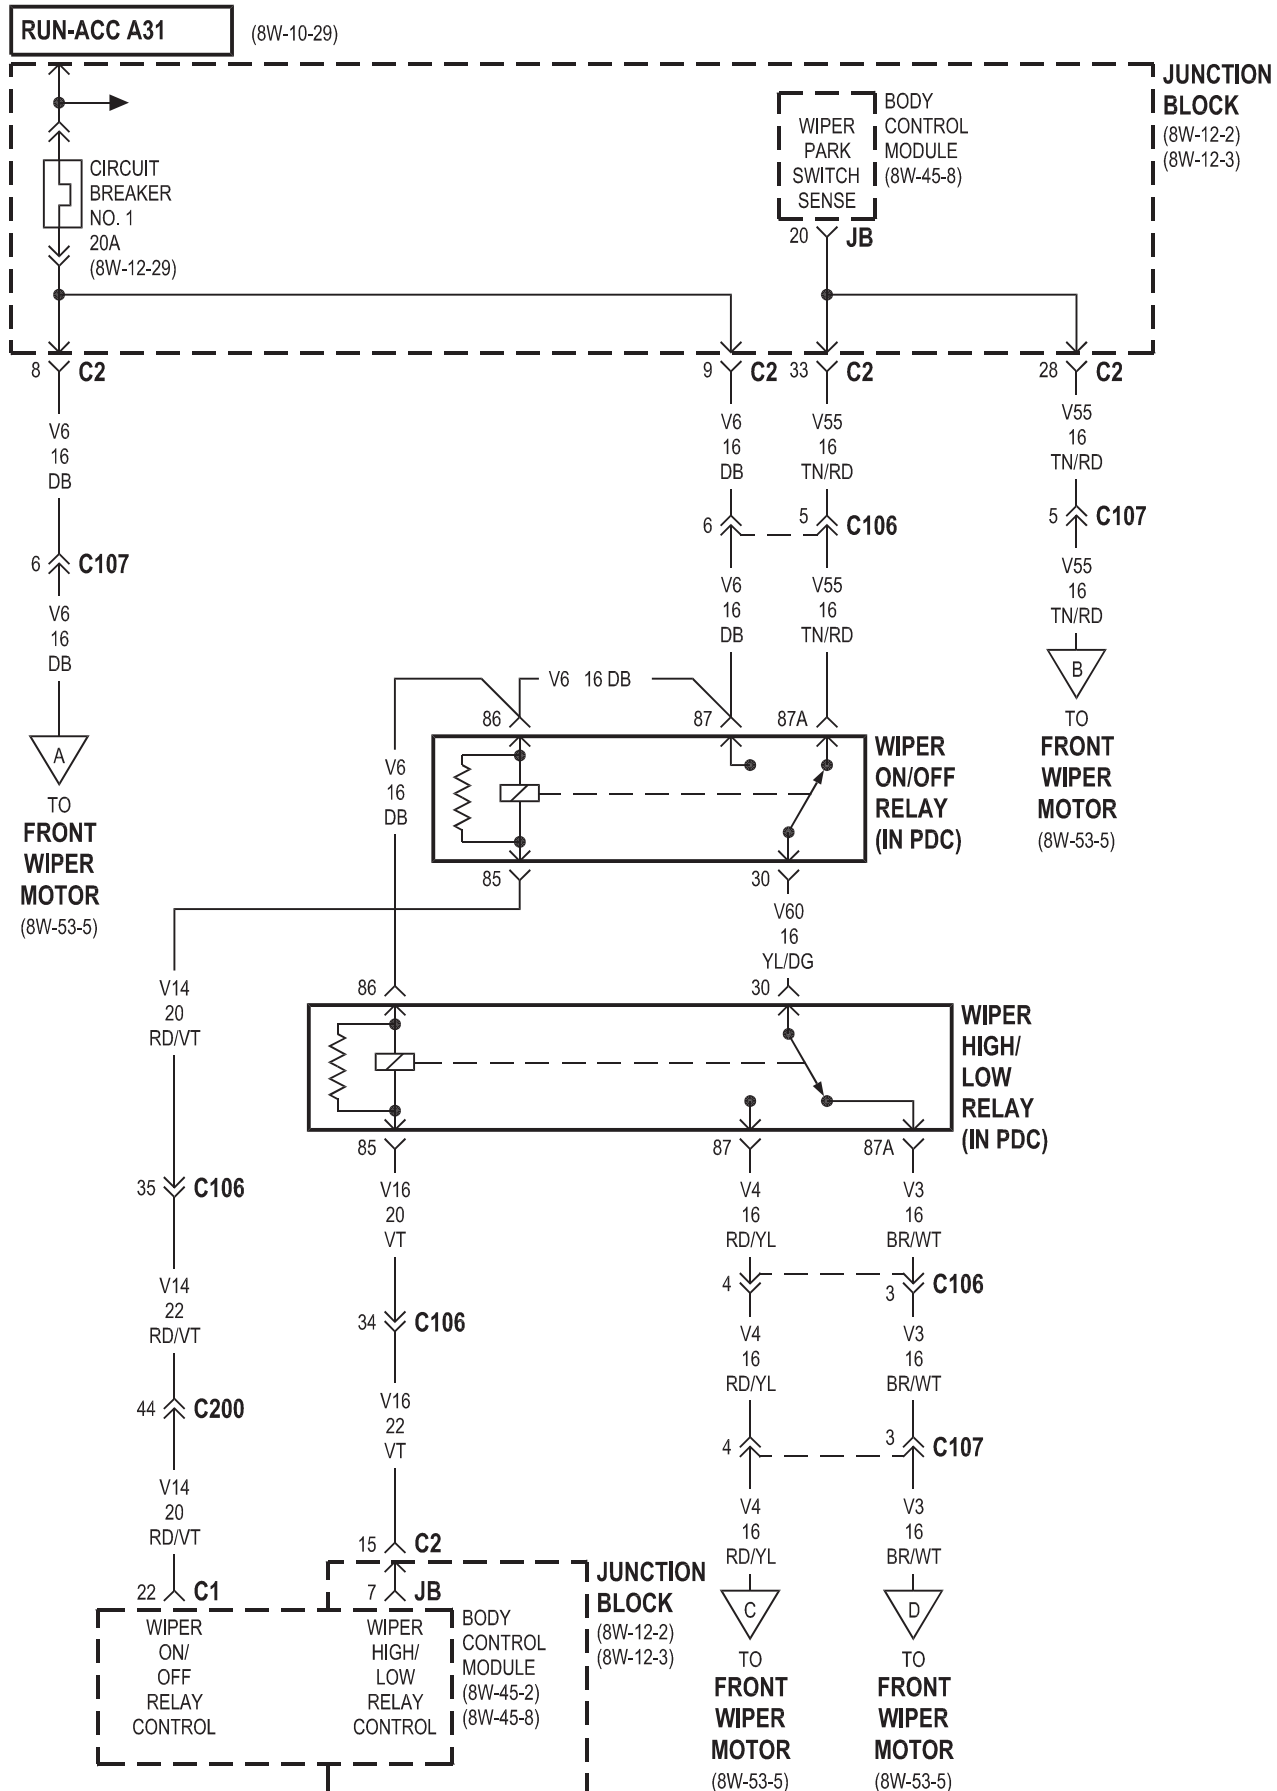 RUN-ACC A31
(8W-10-29)
JUNCTION
BLOCK
(8W-12-2)
(8W-12-3)
BODY
CONTROL
MODULE
(8W-45-8)
WIPER
PARK
SWITCH
SENSE
20
JB
CIRCUIT
BREAKER
NO. 1
20A
(8W-12-29)
8
C2
9
C2
33
C2
28
C2
V6
16
DB
V6
16
DB
V55
16
TN/RD
V55
16
TN/RD
6
5
C106
5
C107
6
C107
V6
16
DB
V6
16
DB
V55
16
TN/RD
V55
16
TN/RD
A
TO
FRONT
WIPER
MOTOR
(8W-53-5)
B
TO
FRONT
WIPER
MOTOR
(8W-53-5)
V6 16 DB
86
87
87A
V6
16
DB
WIPER
ON/OFF
RELAY
(IN PDC)
85
30
V60
16
YL/DG
86
30
V14
20
RD/VT
WIPER
HIGH/
LOW
RELAY
(IN PDC)
85
87
87A
35
C106
V16
20
VT
V4
16
RD/YL
V3
16
BR/WT
4
3
C106
V14
22
RD/VT
34
C106
V4
16
RD/YL
V3
16
BR/WT
44
C200
V16
22
VT
4
3
C107
V14
20
RD/VT
V4
16
RD/YL
V3
16
BR/WT
15
C2
22
C1
7
JB
JUNCTION
BLOCK
(8W-12-2)
(8W-12-3)
WIPER
ON/
OFF
RELAY
CONTROL
WIPER
HIGH/
LOW
RELAY
CONTROL
BODY
CONTROL
MODULE
(8W-45-2)
(8W-45-8)
C
TO
FRONT
WIPER
MOTOR
(8W-53-5)
D
TO
FRONT
WIPER
MOTOR
(8W-53-5)